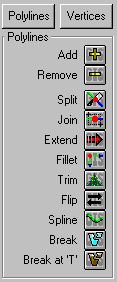 Polylines Vertices
Polylines
Add
Remove
Split
Join
Extend
Fillet
Trim
Flip
Spline
Break
Break at 'T'